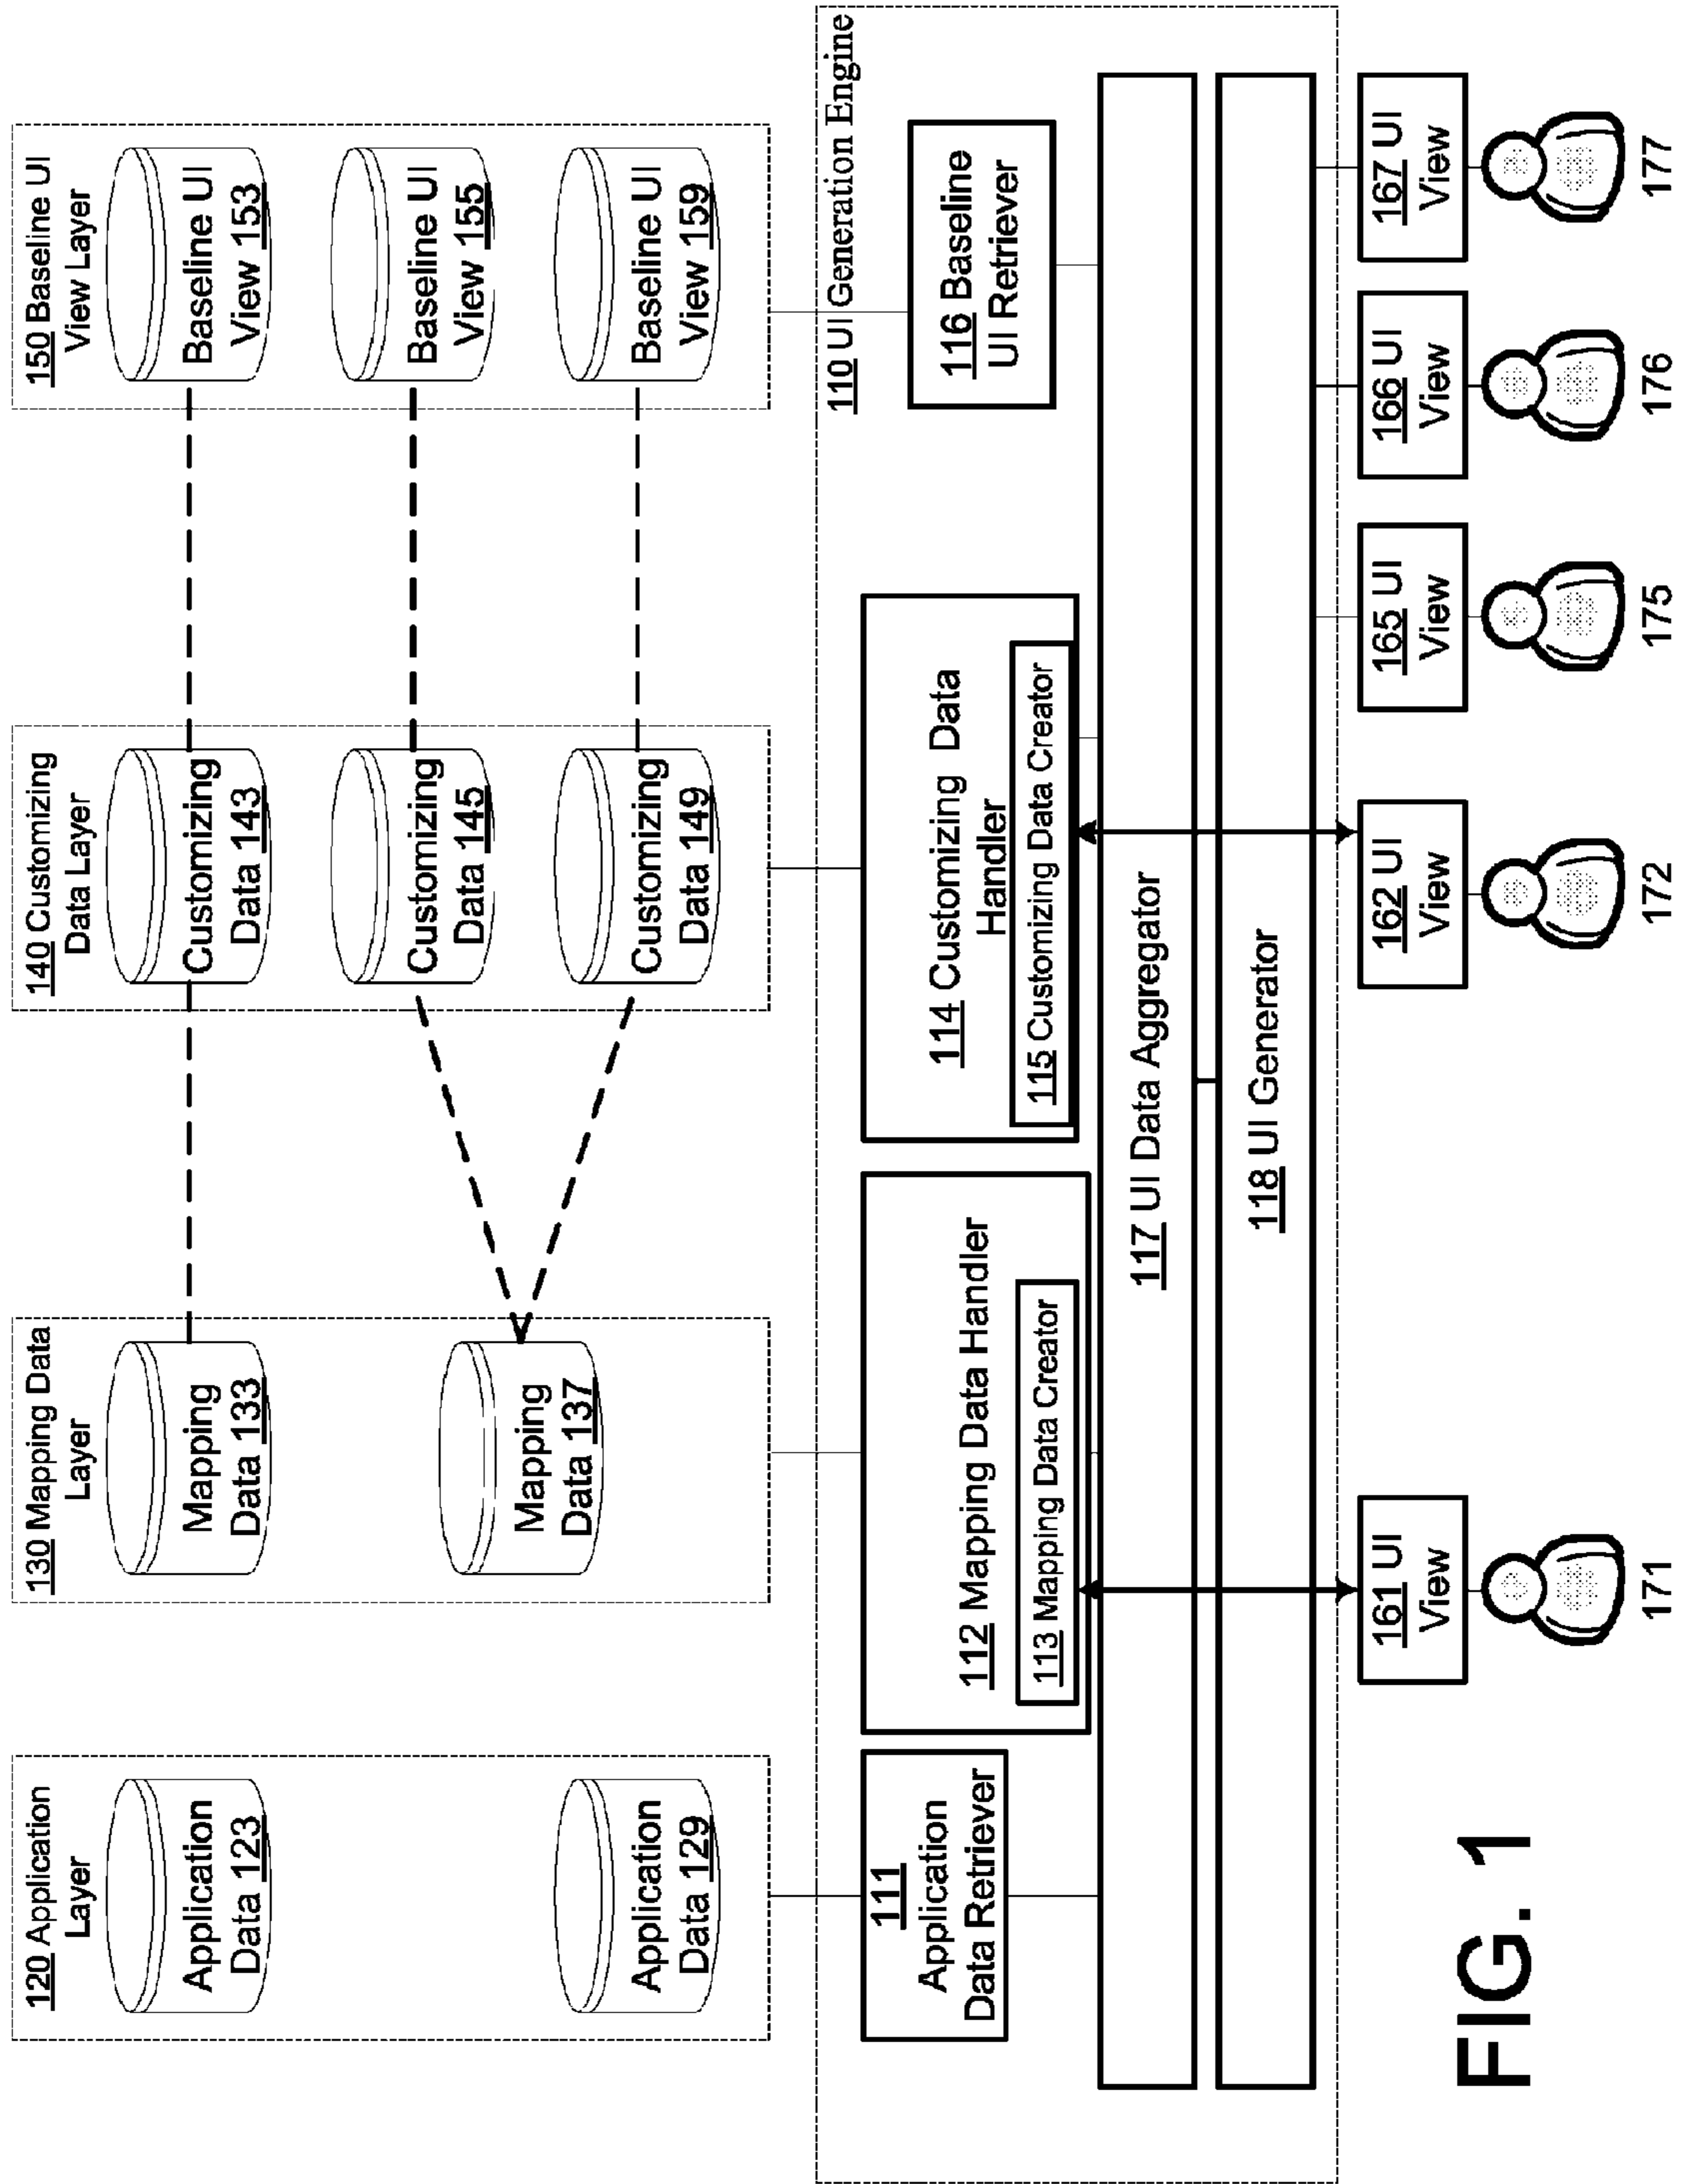 120 Application
Layer
Application
Data 123
Application
Data 129
130 Mapping Data
Layer
Mapping
Data 133
Mapping
Data 137
140 Customizing
Data Layer
Customizing
Data 143
Customizing
Data 145
Customizing
Data 149
150 Baseline UI
View Layer
Baseline UI
View 153
Baseline UI
View 155
Baseline UI
View 159
110 UI Generation Engine
111
Application
Data Retriever
112 Mapping Data Handler
113 Mapping Data Creator
114 Customizing Data
Handler
115 Customizing Data Creator
116 Baseline
UI Retriever
117 UI Data Aggregator
118 UI Generator
161 UI
View
162 UI
View
165 UI
View
166 UI
View
167 UI
View
171
172
175
176
177
FIG. 1